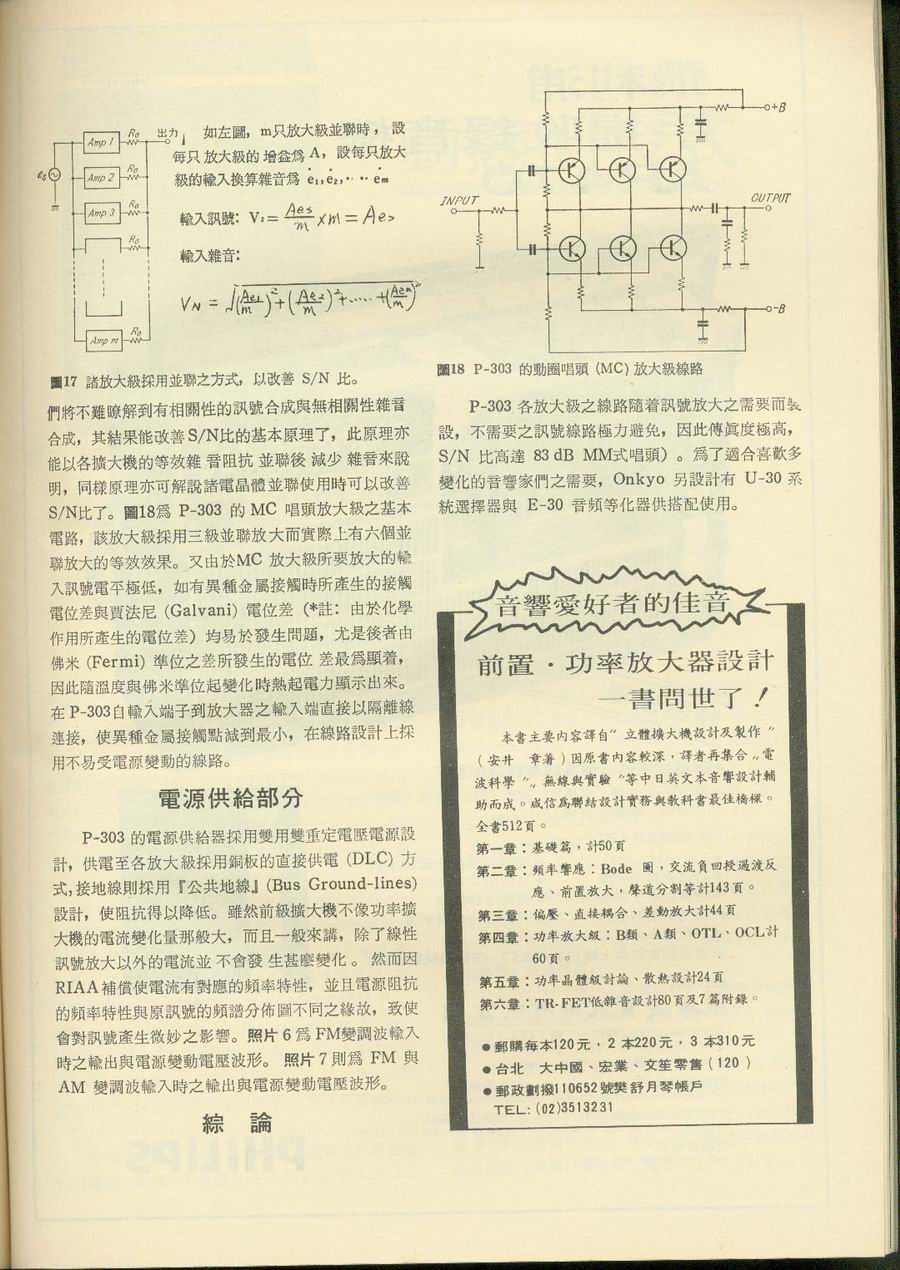 Amp 1
Amp 2
Amp 3
Amp m
R₀
R₀
R₀
R₀
R₀
eₛ
出力
如左圖，m只放大級並聯時，設
每只放大級的增益爲 A，設每只放大
級的輸入換算雜音爲 ė₁,ė₂,·· ·· ėm
輸入訊號：Vs = Aes/m × m = Aes
輸入雜音：
VN = √(Ae1/m)² + (Ae2/m)² + ····· + (Aem/m)²
圖17 諸放大級採用並聯之方式，以改善 S/N 比。
們將不難瞭解到有相關性的訊號合成與無相關性雜音
合成，其結果能改善S/N比的基本原理了，此原理亦
能以各擴大機的等效雜音阻抗並聯後減少雜音來說
明，同樣原理亦可解說諸電晶體並聯使用時可以改善
S/N比了。圖18爲 P-303 的 MC 唱頭放大級之基本
電路，該放大級採用三級並聯放大而實際上有六個並
聯放大的等效效果。又由於MC 放大級所要放大的輸
入訊號電平極低，如有異種金屬接觸時所產生的接觸
電位差與賈法尼 (Galvani) 電位差 (*註：由於化學
作用所產生的電位差) 均易於發生問題，尤是後者由
佛米 (Fermi) 準位之差所發生的電位 差最爲顯着，
因此隨溫度與佛米準位起變化時熱起電力顯示出來。
在 P-303自輸入端子到放大器之輸入端直接以隔離線
連接，使異種金屬接觸點減到最小，在線路設計上採
用不易受電源變動的線路。
電源供給部分
P-303 的電源供給器採用雙用雙重定電壓電源設
計，供電至各放大級採用銅板的直接供電 (DLC) 方
式，接地線則採用『公共地線』(Bus Ground-lines)
設計，使阻抗得以降低。雖然前級擴大機不像功率擴
大機的電流變化量那般大，而且一般來講，除了線性
訊號放大以外的電流並不會發生甚麼變化。然而因
RIAA補償使電流有對應的頻率特性，並且電源阻抗
的頻率特性與原訊號的頻譜分佈圖不同之緣故，致使
會對訊號產生微妙之影響。照片 6 爲 FM變調波輸入
時之輸出與電源變動電壓波形。 照片 7 則爲 FM 與
AM 變調波輸入時之輸出與電源變動電壓波形。
綜 論
INPUT
OUTPUT
+B
-B
圖18 P-303 的動圈唱頭 (MC) 放大級線路
P-303 各放大級之線路隨着訊號放大之需要而裝
設，不需要之訊號線路極力避免，因此傳眞度極高，
S/N 比高達 83 dB MM式唱頭) 。爲了適合喜歡多
變化的音響家們之需要，Onkyo 另設計有 U-30 系
統選擇器與 E-30 音頻等化器供搭配使用。
音響愛好者的佳音
前置・功率放大器設計
一書問世了！
本書主要內容譯自“ 立體擴大機設計及製作 ”
( 安井 章著 ) 因原書內容較深，譯者再集合 „ 電
波科學 ”„ 無線與實驗 ”等中日英文本音響設計輔
助而成。咸信爲聯結設計實務與敎科書最佳橋樑。
全書512頁。
第一章：基礎篇，計50頁
第二章：頻率響應：Bode 圖，交流負回授過渡反
應、前置放大，聲道分割等計143頁。
第三章：偏壓、直接耦合、差動放大計44頁
第四章：功率放大級：B類、A類、OTL、OCL計
60頁。
第五章：功率晶體級討論、散熱設計24頁
第六章：TR-FET低雜音設計80頁及7篇附錄。
●郵購每本120元，2 本220元，3 本310元
●台北 大中國、宏業、文笙零售 ( 120 )
●郵政劃撥110652號樊舒月琴帳戶
TEL: (02)3513231